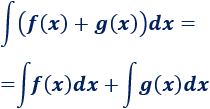 ∫(f(x) + g(x))dx =
=∫f(x)dx + ∫g(x)dx